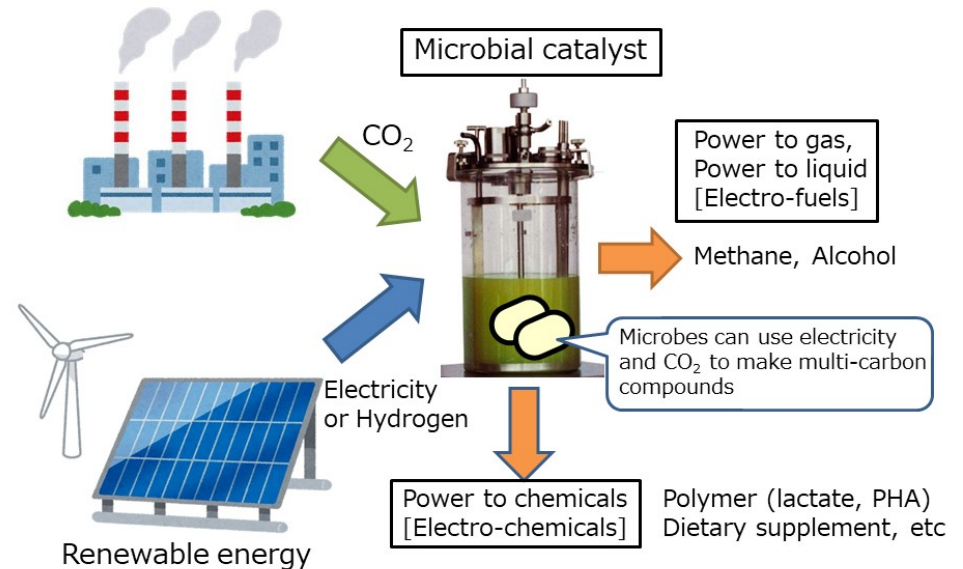 Microbial catalyst
CO₂
Power to gas,
Power to liquid
[Electro-fuels]
Methane, Alcohol
Microbes can use electricity
and CO₂ to make multi-carbon
compounds
Electricity
or Hydrogen
Renewable energy
Power to chemicals
[Electro-chemicals]
Polymer (lactate, PHA)
Dietary supplement, etc